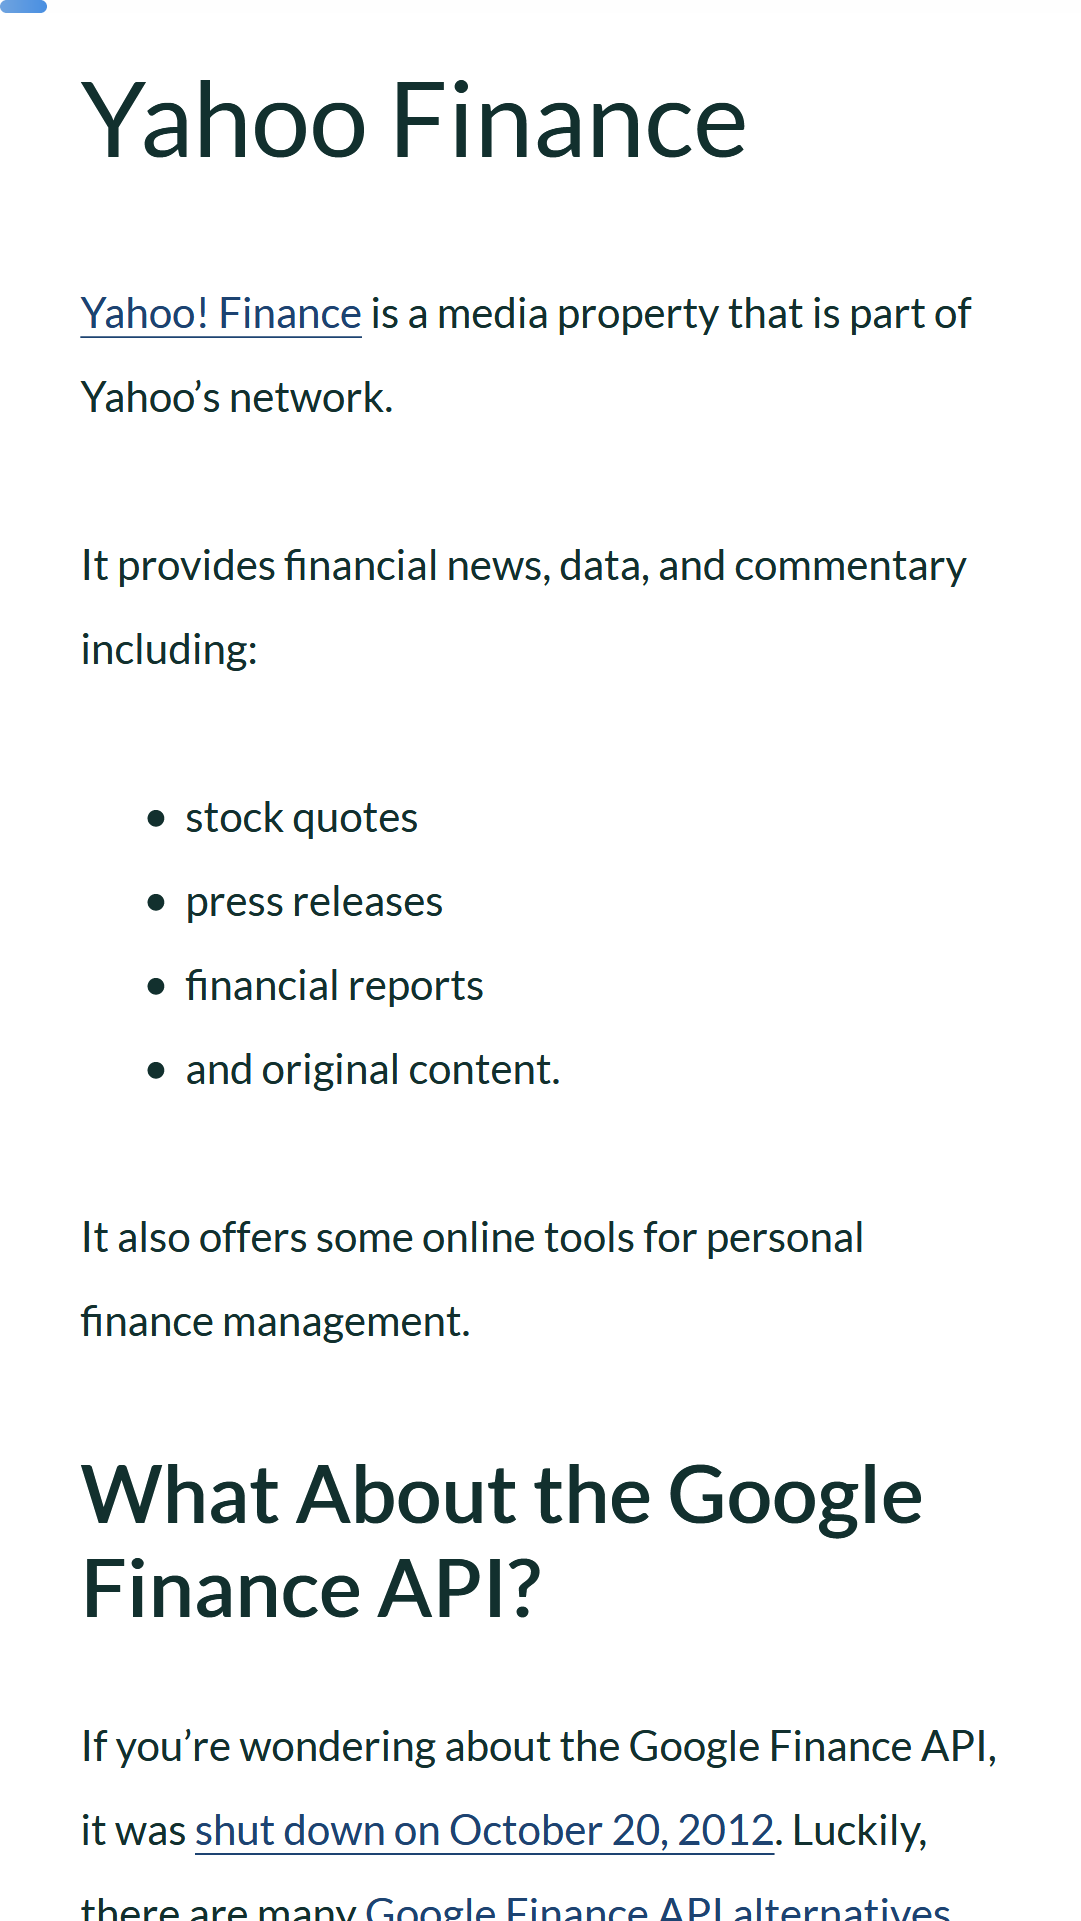 Yahoo Finance
Yahoo! Finance is a media property that is part of
Yahoo’s network.
It provides financial news, data, and commentary
including:
• stock quotes
• press releases
• financial reports
• and original content.
It also offers some online tools for personal
finance management.
What About the Google
Finance API?
If you’re wondering about the Google Finance API,
it was shut down on October 20, 2012. Luckily,
there are many Google Finance API alternatives